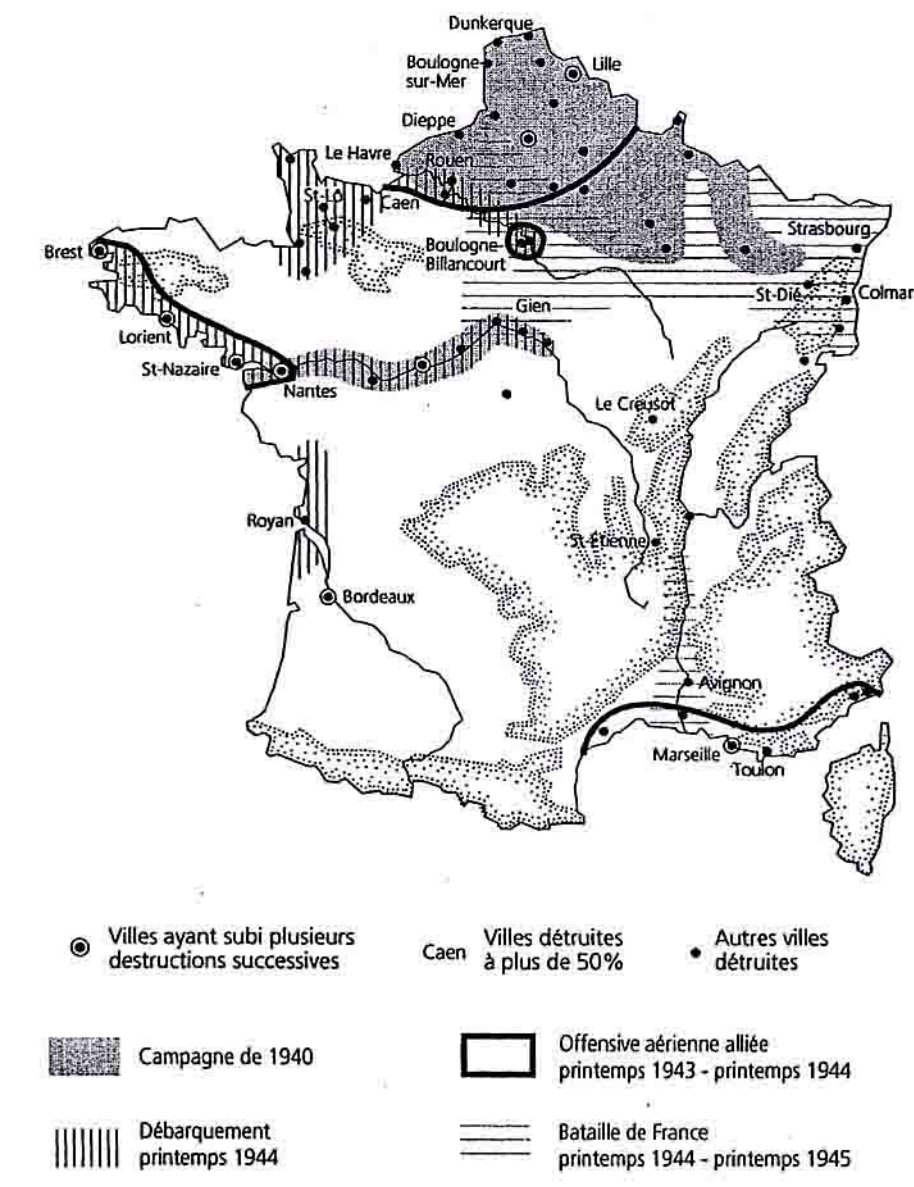 Dunkerque
Boulogne-
sur-Mer
Lille
Dieppe
Le Havre
Rouen
St-Lô
Caen
Brest
Boulogne-
Billancourt
Strasbourg
St-Dié
Colmar
Gien
Lorient
St-Nazaire
Nantes
Le Creusot
Royan
St-Étienne
Bordeaux
Avignon
Marseille
Toulon
Villes ayant subi plusieurs
destructions successives
Caen
Villes détruites
à plus de 50%
Autres villes
détruites
Campagne de 1940
Offensive aérienne alliée
printemps 1943 - printemps 1944
Débarquement
printemps 1944
Bataille de France
printemps 1944 - printemps 1945